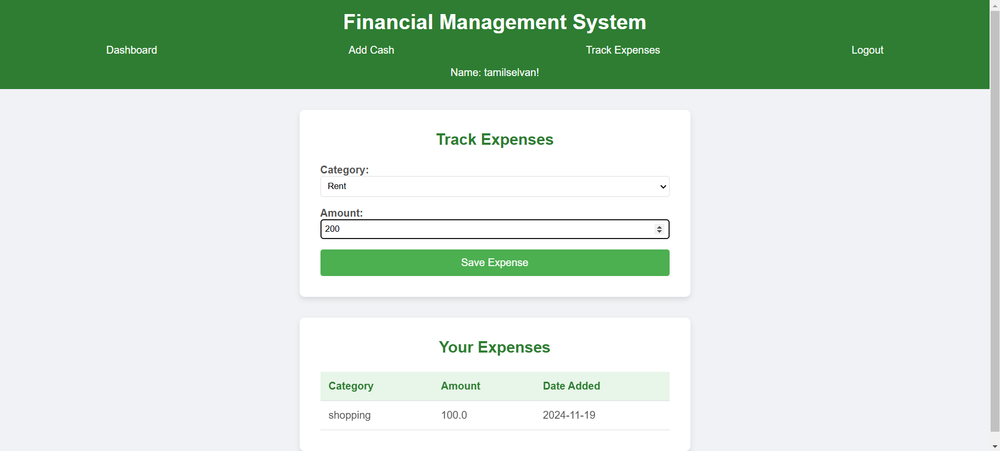 Financial Management System
Dashboard Add Cash Track Expenses Logout
Name: tamilselvan!
Track Expenses
Category:
Rent
Amount:
200
Save Expense
Your Expenses
Category Amount Date Added
shopping 100.0 2024-11-19